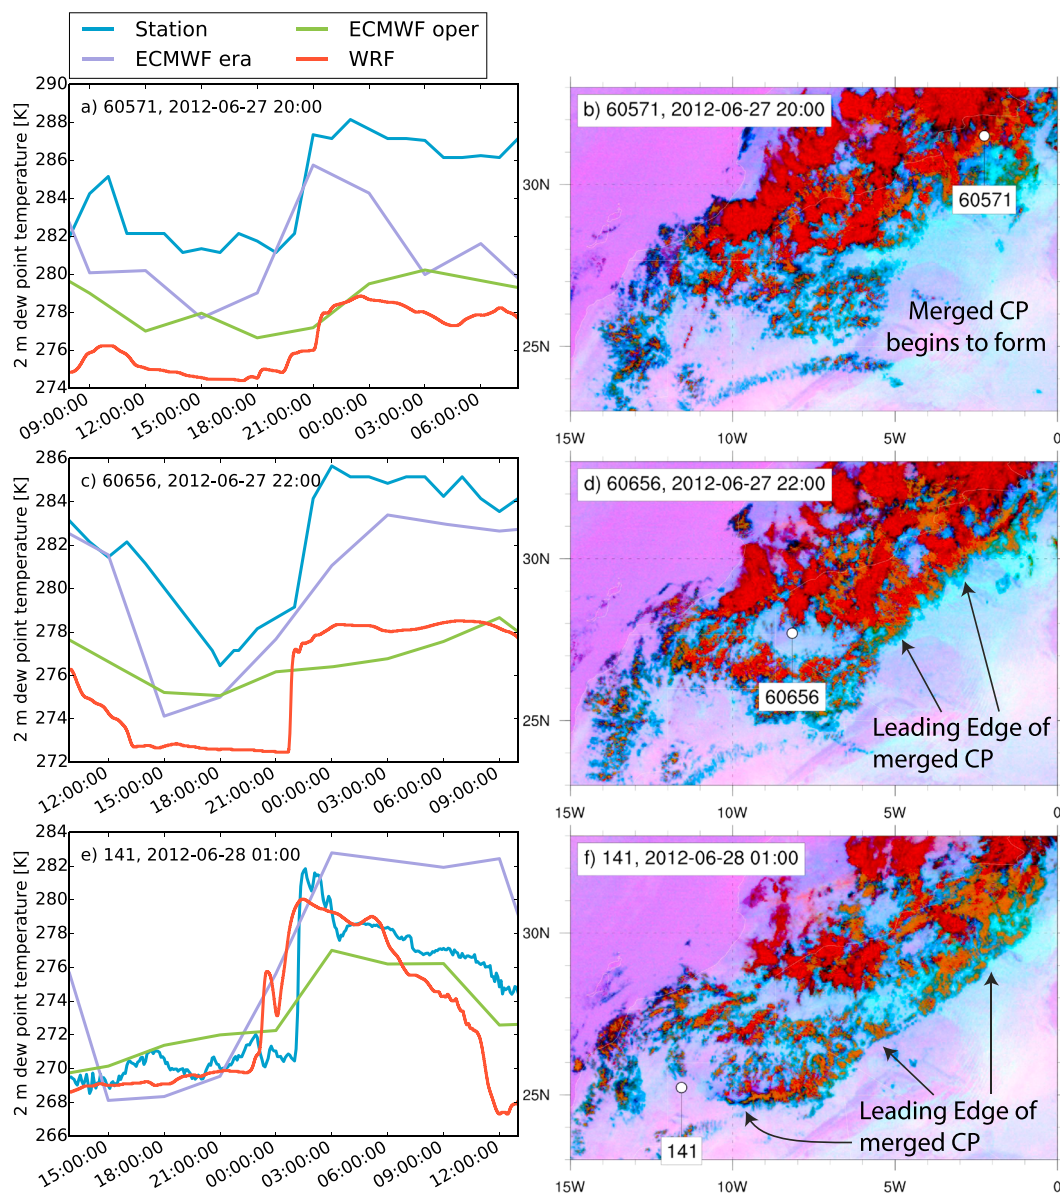 Station
ECMWF oper
ECMWF era
WRF
2 m dew point temperature [K]
290
288
286
284
282
280
278
276
274
a) 60571, 2012-06-27 20:00
09:00:00
12:00:00
15:00:00
18:00:00
21:00:00
00:00:00
03:00:00
06:00:00
b) 60571, 2012-06-27 20:00
30N
25N
60571
Merged CP
begins to form
15W
10W
5W
0
2 m dew point temperature [K]
286
284
282
280
278
276
274
272
c) 60656, 2012-06-27 22:00
12:00:00
15:00:00
18:00:00
21:00:00
00:00:00
03:00:00
06:00:00
09:00:00
d) 60656, 2012-06-27 22:00
30N
25N
60656
Leading Edge of
merged CP
15W
10W
5W
0
2 m dew point temperature [K]
284
282
280
278
276
274
272
270
268
266
e) 141, 2012-06-28 01:00
15:00:00
18:00:00
21:00:00
00:00:00
03:00:00
06:00:00
09:00:00
12:00:00
f) 141, 2012-06-28 01:00
30N
25N
141
Leading Edge of
merged CP
15W
10W
5W
0